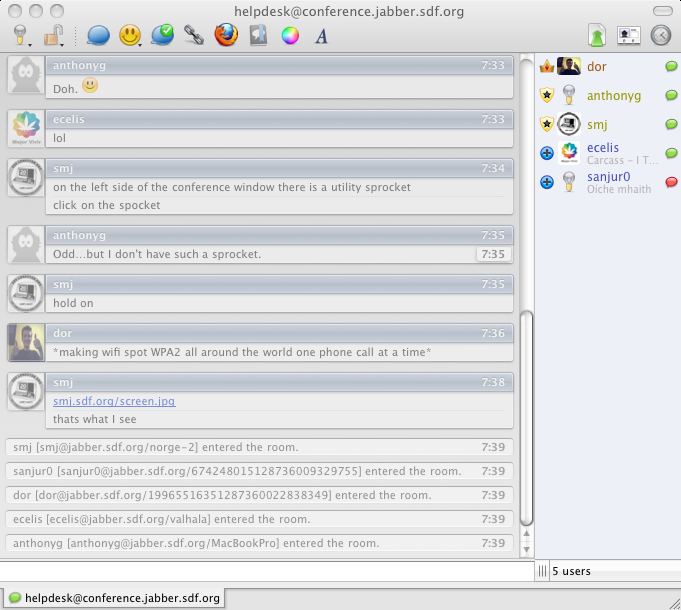 helpdesk@conference.jabber.sdf.org
A
anthonyg 7:33
Doh.
ecelis 7:33
lol
smj 7:34
on the left side of the conference window there is a utility sprocket
click on the spocket
anthonyg 7:35
Odd...but I don't have such a sprocket. 7:35
smj 7:35
hold on
dor 7:36
*making wifi spot WPA2 all around the world one phone call at a time*
smj 7:38
smj.sdf.org/screen.jpg
thats what I see
smj [smj@jabber.sdf.org/norge-2] entered the room. 7:39
sanjur0 [sanjur0@jabber.sdf.org/674248015128736009329755] entered the room. 7:39
dor [dor@jabber.sdf.org/19965516351287360022838349] entered the room. 7:39
ecelis [ecelis@jabber.sdf.org/valhala] entered the room. 7:39
anthonyg [anthonyg@jabber.sdf.org/MacBookPro] entered the room. 7:39
dor
anthonyg
smj
ecelis
Carcass - I T...
sanjur0
Oíche mhaith
5 users
helpdesk@conference.jabber.sdf.org